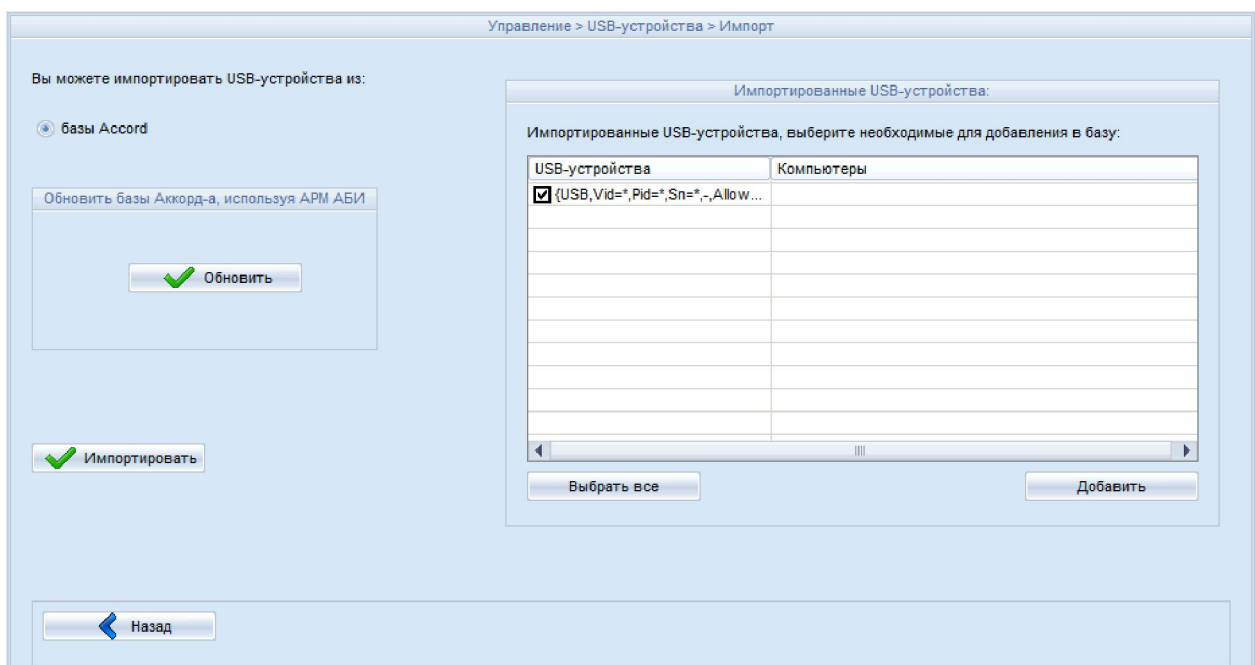 Управление > USB-устройства > Импорт
Вы можете импортировать USB-устройства из:
базы Accord
Обновить базы Аккорд-а, используя АРМ АБИ
Обновить
Импортировать
Импортированные USB-устройства:
Импортированные USB-устройства, выберите необходимые для добавления в базу:
USB-устройства Компьютеры
{USB,Vid=*,Pid=*,Sn=*,-,Allow...
Выбрать все Добавить
Назад